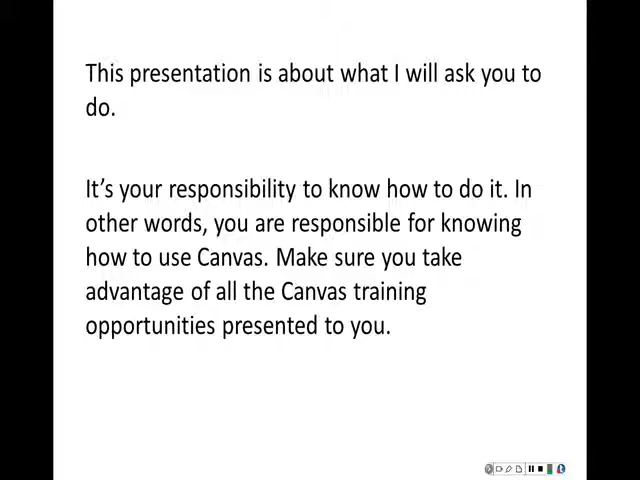 This presentation is about what I will ask you to
do.
It’s your responsibility to know how to do it. In
other words, you are responsible for knowing
how to use Canvas. Make sure you take
advantage of all the Canvas training
opportunities presented to you.